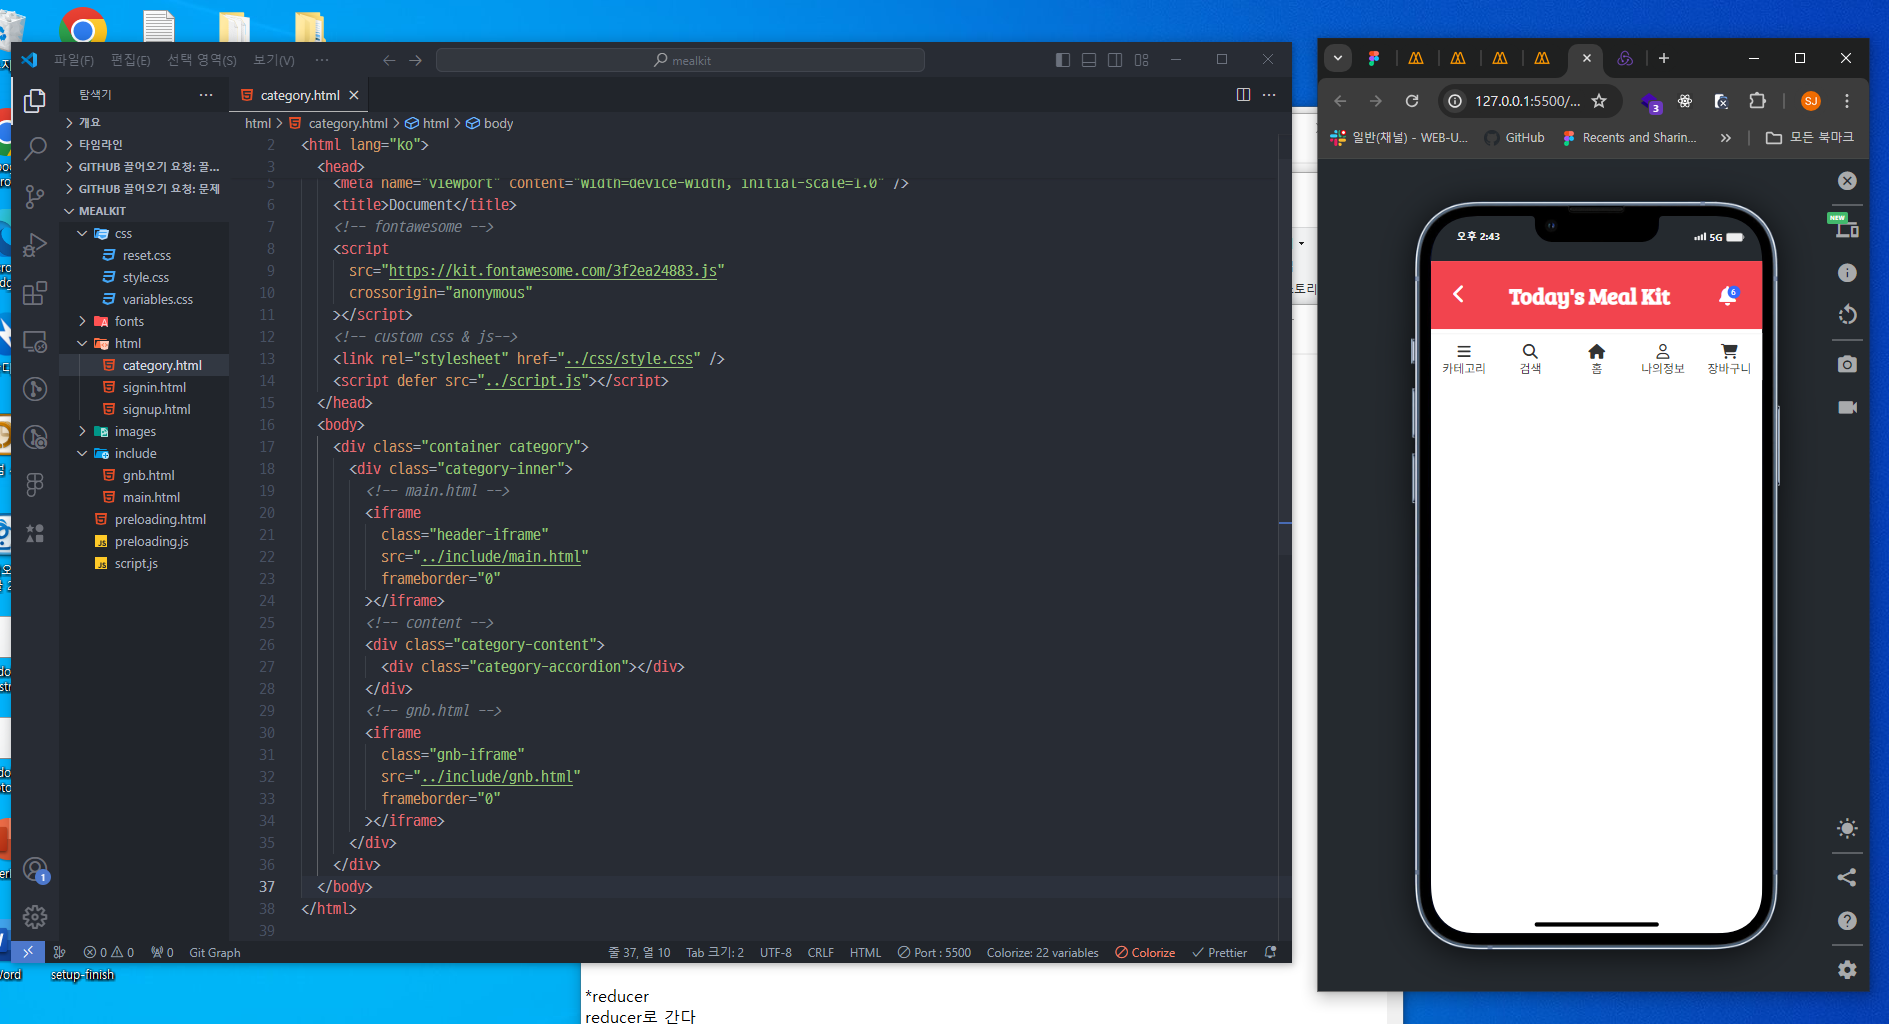 파일(F) 편집(E) 선택 영역(S) 보기(V) ··· mealkit
탐색기 ···
개요
타임라인
GITHUB 끌어오기 요청: 끌...
GITHUB 끌어오기 요청: 문제
MEALKIT
css
reset.css
style.css
variables.css
fonts
html
category.html
signin.html
signup.html
images
include
gnb.html
main.html
preloading.html
preloading.js
script.js
category.html
html > category.html > html > body
2 <html lang="ko">
3 <head>
5 <meta name="viewport" content="width=device-width, initial-scale=1.0" />
6 <title>Document</title>
7 <!-- fontawesome -->
8 <script
9 src="https://kit.fontawesome.com/3f2ea24883.js"
10 crossorigin="anonymous"
11 ></script>
12 <!-- custom css & js-->
13 <link rel="stylesheet" href="../css/style.css" />
14 <script defer src="../script.js"></script>
15 </head>
16 <body>
17 <div class="container category">
18 <div class="category-inner">
19 <!-- main.html -->
20 <iframe
21 class="header-iframe"
22 src="../include/main.html"
23 frameborder="0"
24 ></iframe>
25 <!-- content -->
26 <div class="category-content">
27 <div class="category-accordion"></div>
28 </div>
29 <!-- gnb.html -->
30 <iframe
31 class="gnb-iframe"
32 src="../include/gnb.html"
33 frameborder="0"
34 ></iframe>
35 </div>
36 </div>
37 </body>
38 </html>
39
1
0 0 0 Git Graph 줄 37, 열 10 Tab 크기: 2 UTF-8 CRLF HTML Port : 5500 Colorize: 22 variables Colorize Prettier
setup-finish
*reducer
reducer로 간다
스토리
127.0.0.1:5500/... 3 SJ
일반(채널) - WEB-U... GitHub Recents and Sharin... » 모든 북마크
NEW
오후 2:43 5G
Today's Meal Kit 6
카테고리 검색 홈 나의정보 장바구니